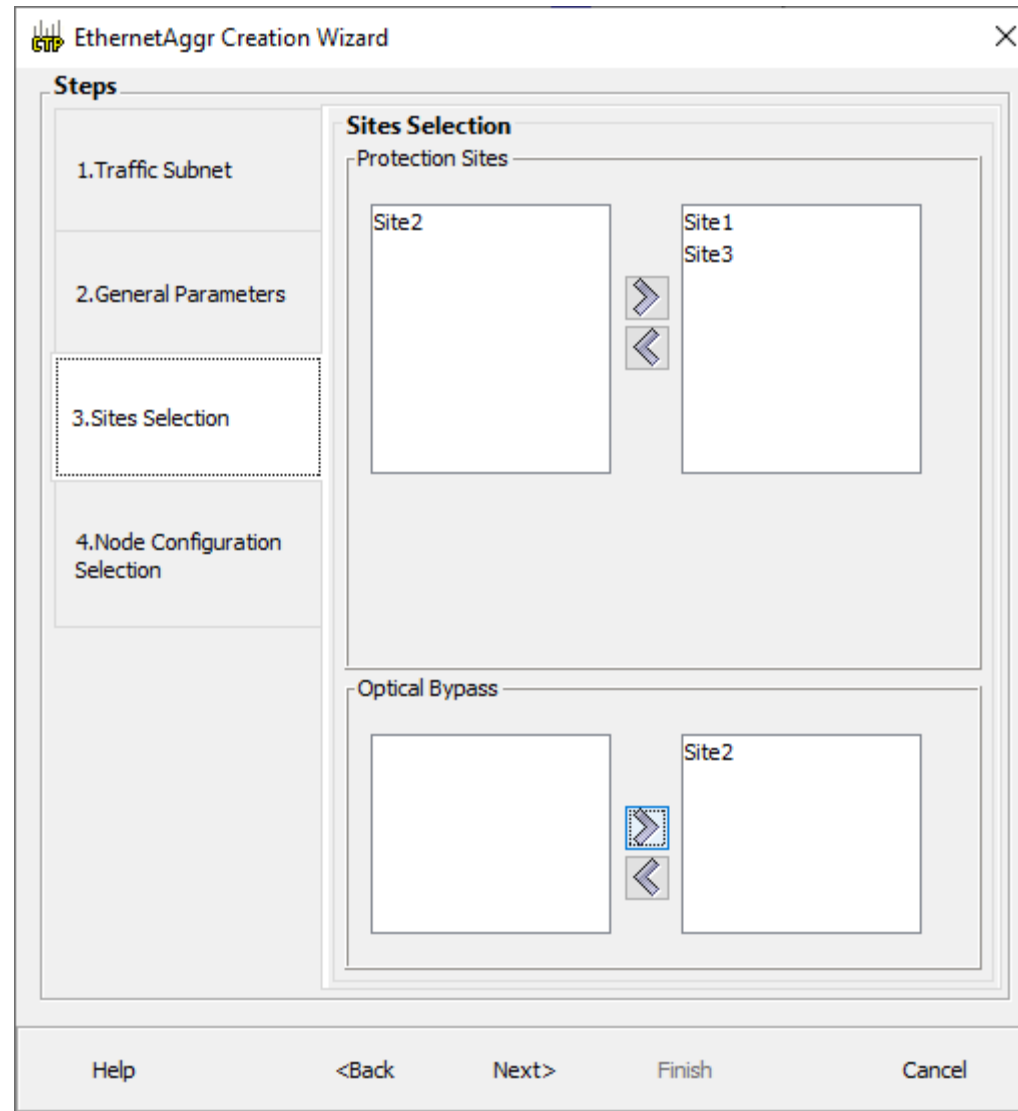 CTP EthernetAggr Creation Wizard
Steps
1.Traffic Subnet
2.General Parameters
3.Sites Selection
4.Node Configuration
Selection
Sites Selection
Protection Sites
Site2
Site1
Site3
Optical Bypass
Site2
Help
<Back
Next>
Finish
Cancel